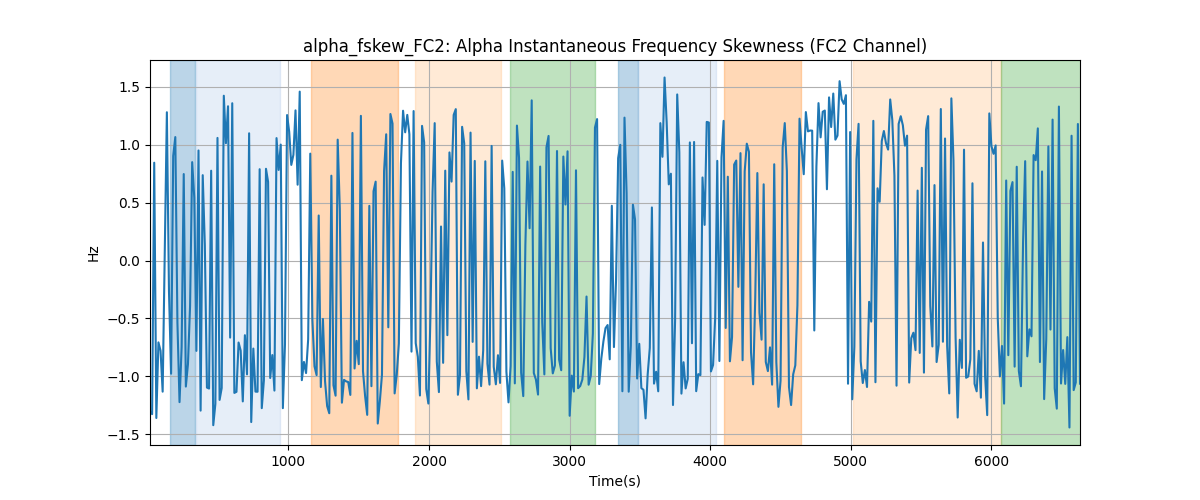 alpha_fskew_FC2: Alpha Instantaneous Frequency Skewness (FC2 Channel)
1.5
1.0
0.5
0.0
−0.5
−1.0
−1.5
Hz
1000 2000 3000 4000 5000 6000
Time(s)